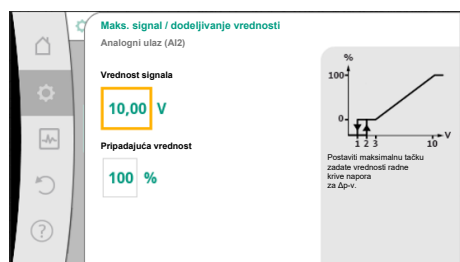 Maks. signal / dodeljivanje vrednosti
Analogni ulaz (AI2)
Vrednost signala
10,00 V
Pripadajuća vrednost
100 %
%
100
0
1 2 3 10
V
Postaviti maksimalnu tačku
zadate vrednosti radne
krive napora
za Δp-v.
?